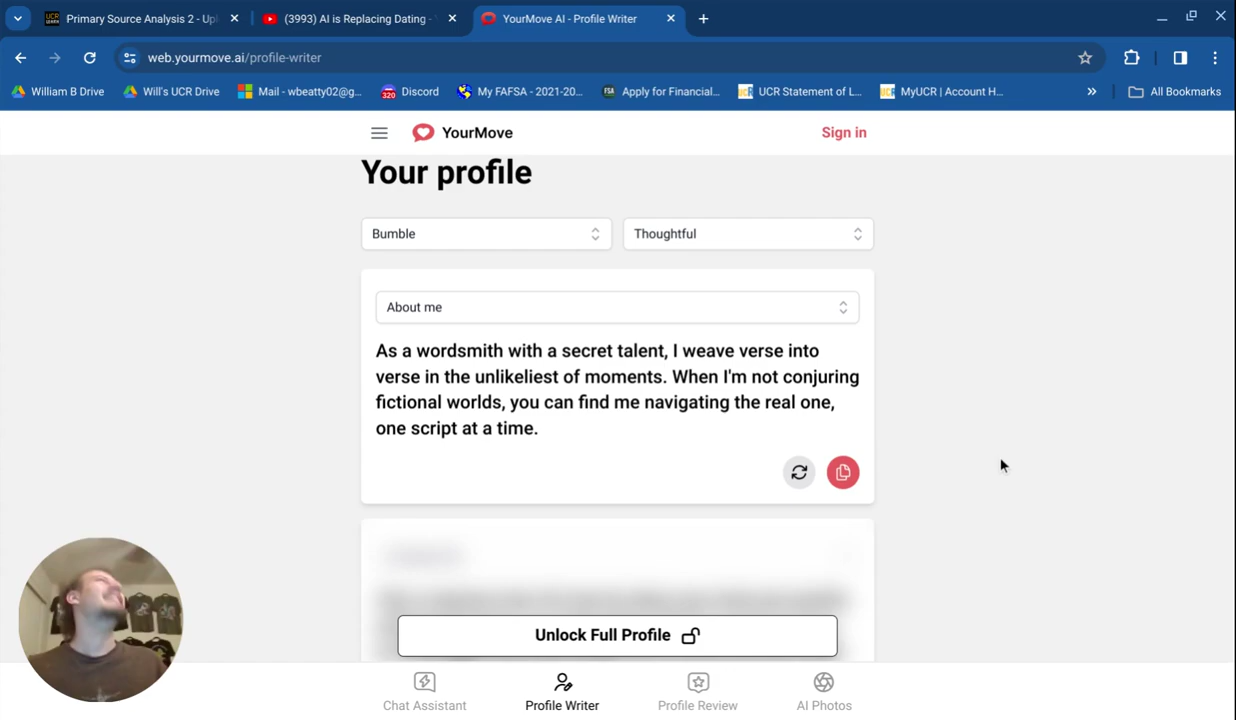 Primary Source Analysis 2 - Upl
(3993) AI is Replacing Dating -
YourMove AI - Profile Writer
web.yourmove.ai/profile-writer
William B Drive
Will's UCR Drive
Mail - wbeatty02@g...
Discord
My FAFSA - 2021-20...
Apply for Financial...
UCR Statement of L...
MyUCR | Account H...
All Bookmarks
YourMove
Sign in
Your profile
Bumble
Thoughtful
About me
As a wordsmith with a secret talent, I weave verse into
verse in the unlikeliest of moments. When I'm not conjuring
fictional worlds, you can find me navigating the real one,
one script at a time.
Unlock Full Profile
Chat Assistant
Profile Writer
Profile Review
AI Photos